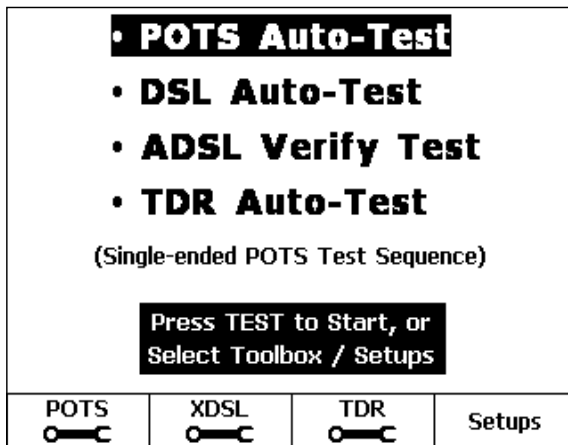 • POTS Auto-Test
• DSL Auto-Test
• ADSL Verify Test
• TDR Auto-Test
(Single-ended POTS Test Sequence)
Press TEST to Start, or
Select Toolbox / Setups
POTS XDSL TDR Setups